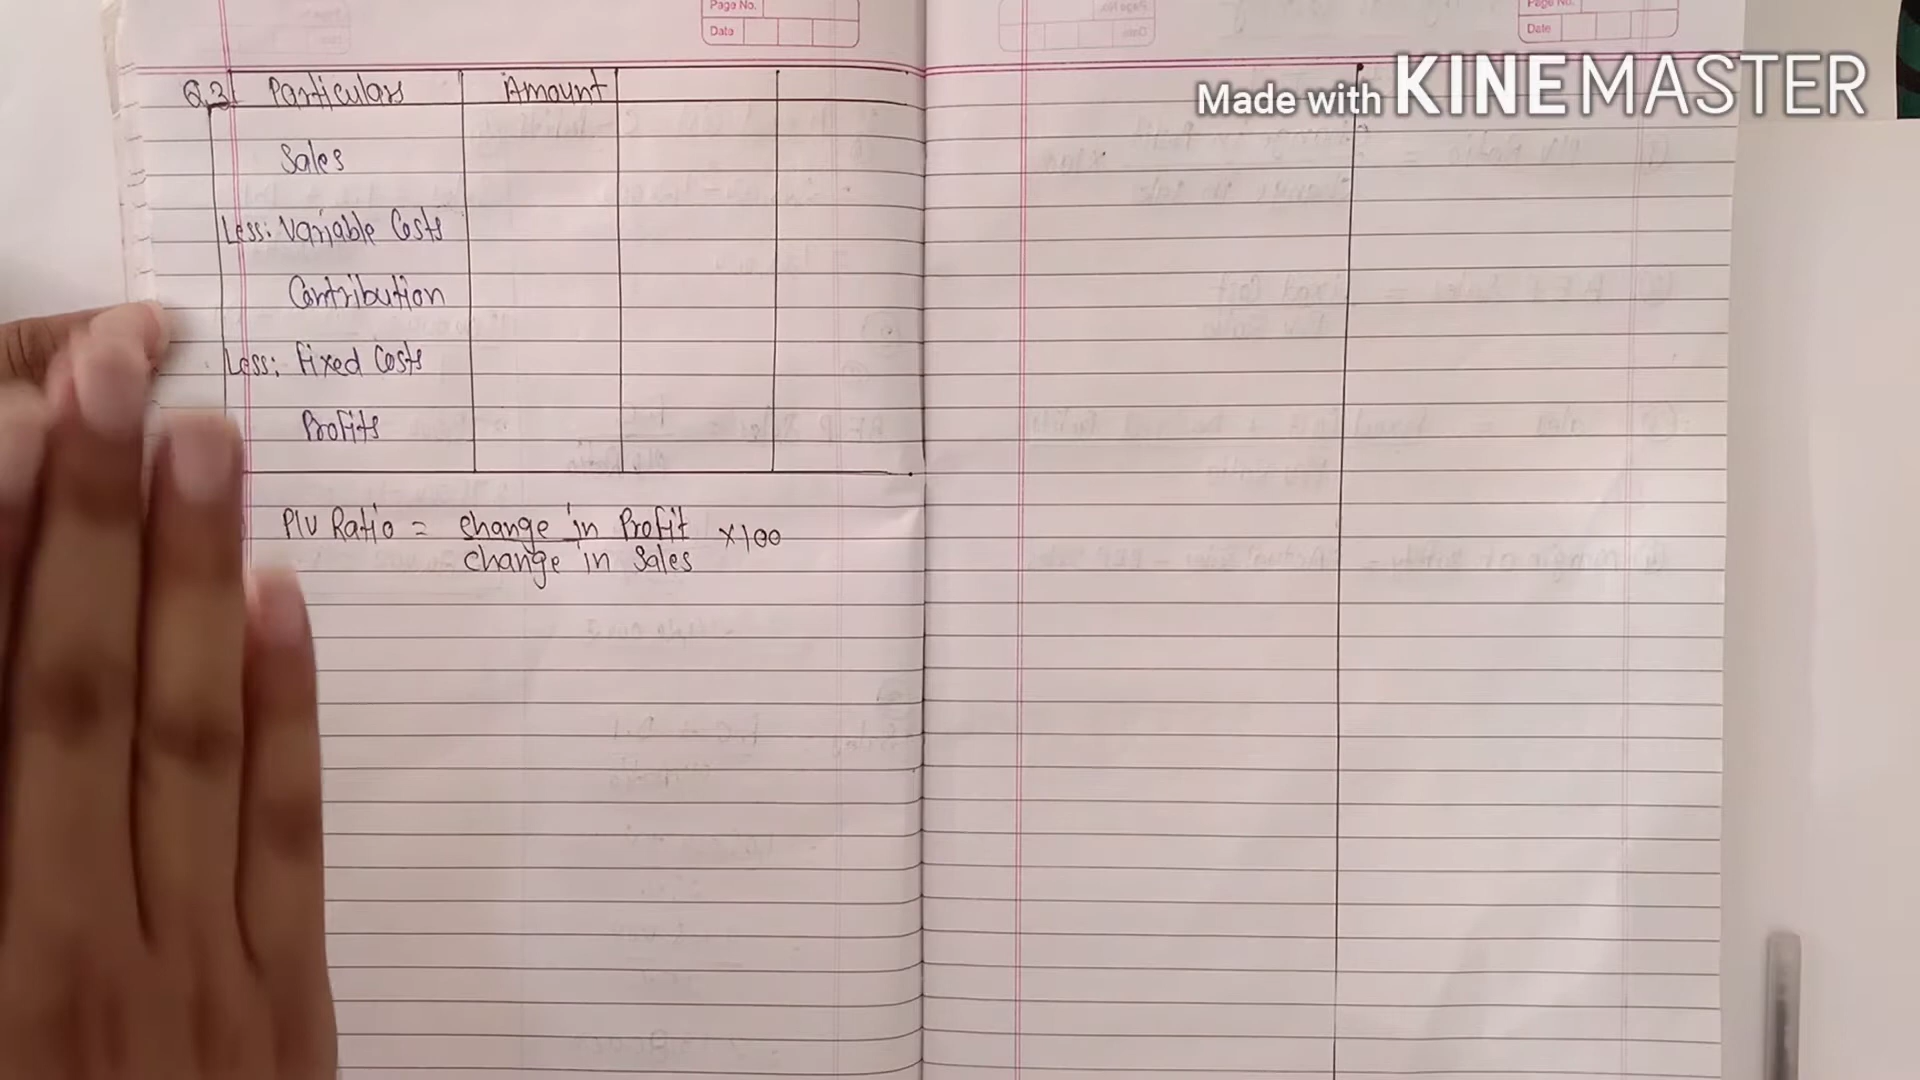 Page No.
Date
Page No.
Date
Made with KINEMASTER
Q.3 Particulars Amount
Sales
Less: Variable Costs
Contribution
Less: Fixed Costs
Profits
P/V Ratio = change in Profit ×100
change in Sales